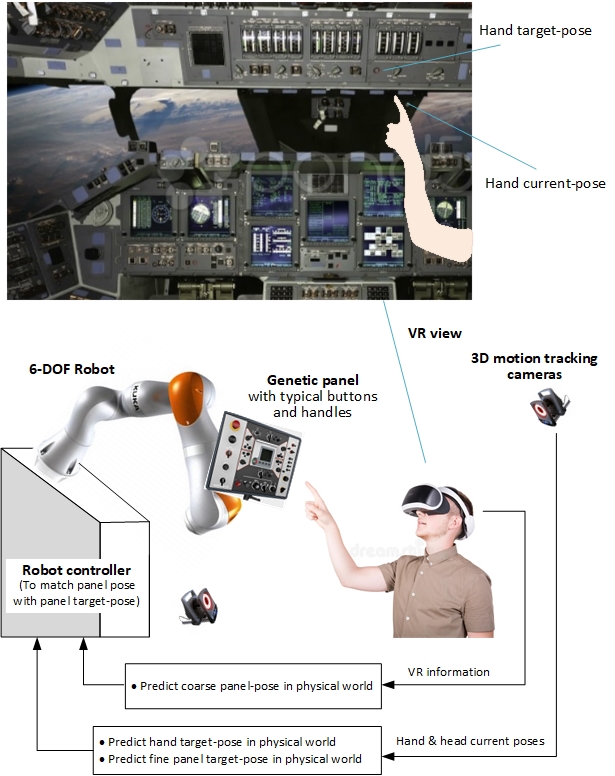 Hand target-pose
Hand current-pose
VR view
3D motion tracking
cameras
6-DOF Robot
Genetic panel
with typical buttons
and handles
KUKA
Robot controller
(To match panel pose
with panel target-pose)
VR information
• Predict coarse panel-pose in physical world
Hand & head current poses
• Predict hand target-pose in physical world
• Predict fine panel target-pose in physical world